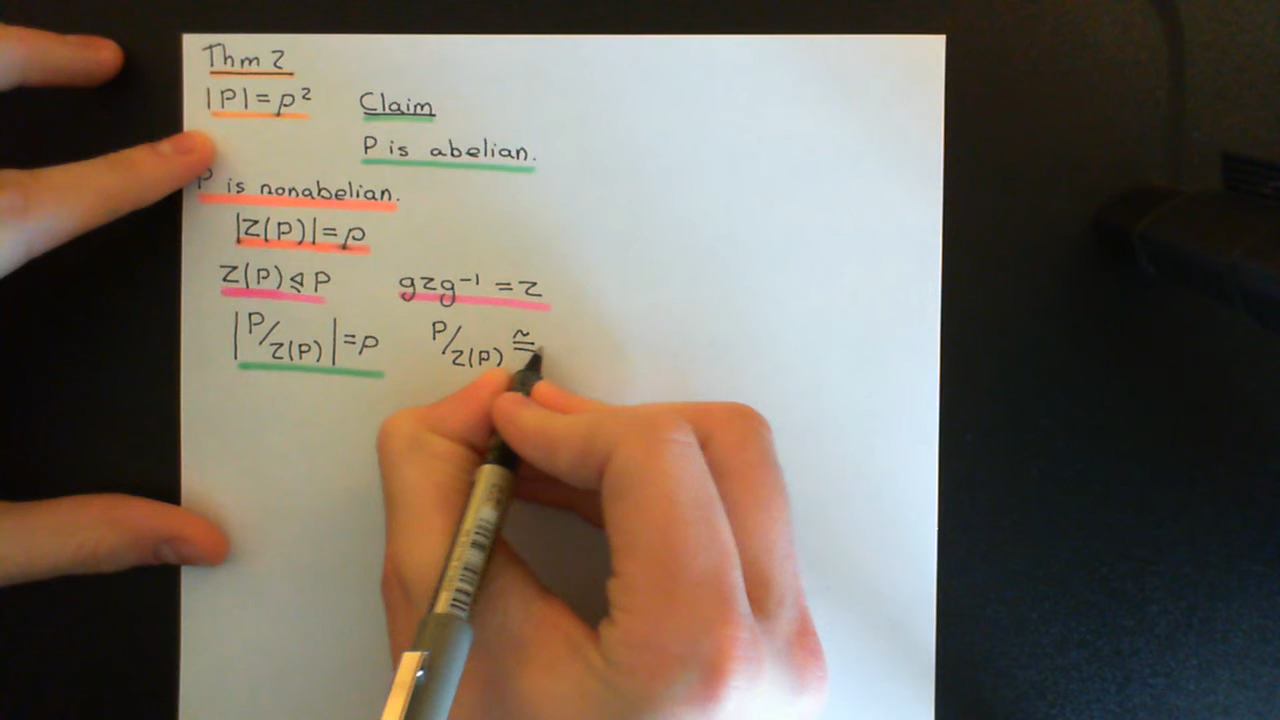 Thm 2
|P| = p² Claim
P is abelian.
P is nonabelian.
|Z(P)| = p
Z(P) ⊴ P gzg⁻¹ = z
|P/Z(P)| = p P/Z(P) ≅